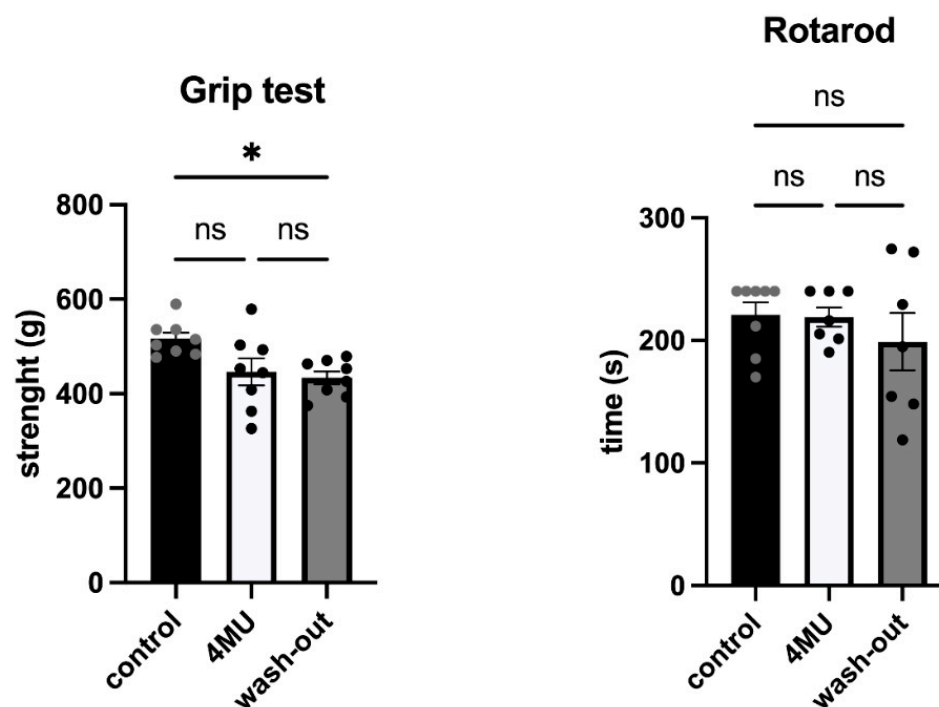 Grip test
*
ns
ns
800
600
400
200
0
strenght (g)
control
4MU
wash-out
Rotarod
ns
ns
ns
300
200
100
0
time (s)
control
4MU
wash-out